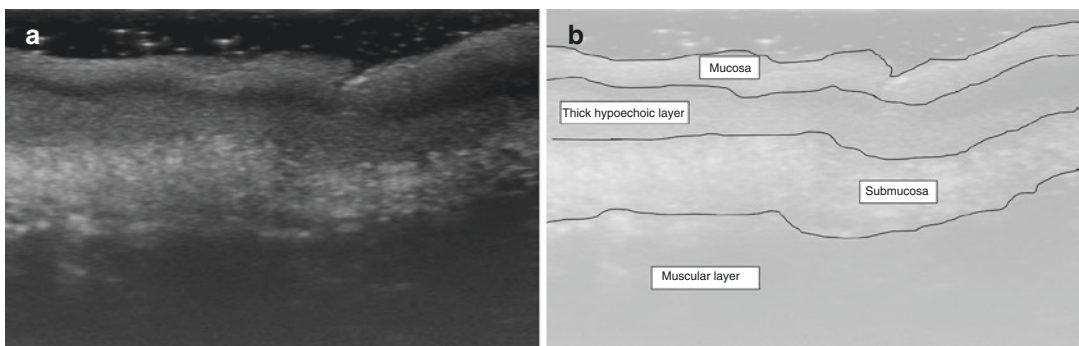 a
b
Mucosa
Thick hypoechoic layer
Submucosa
Muscular layer